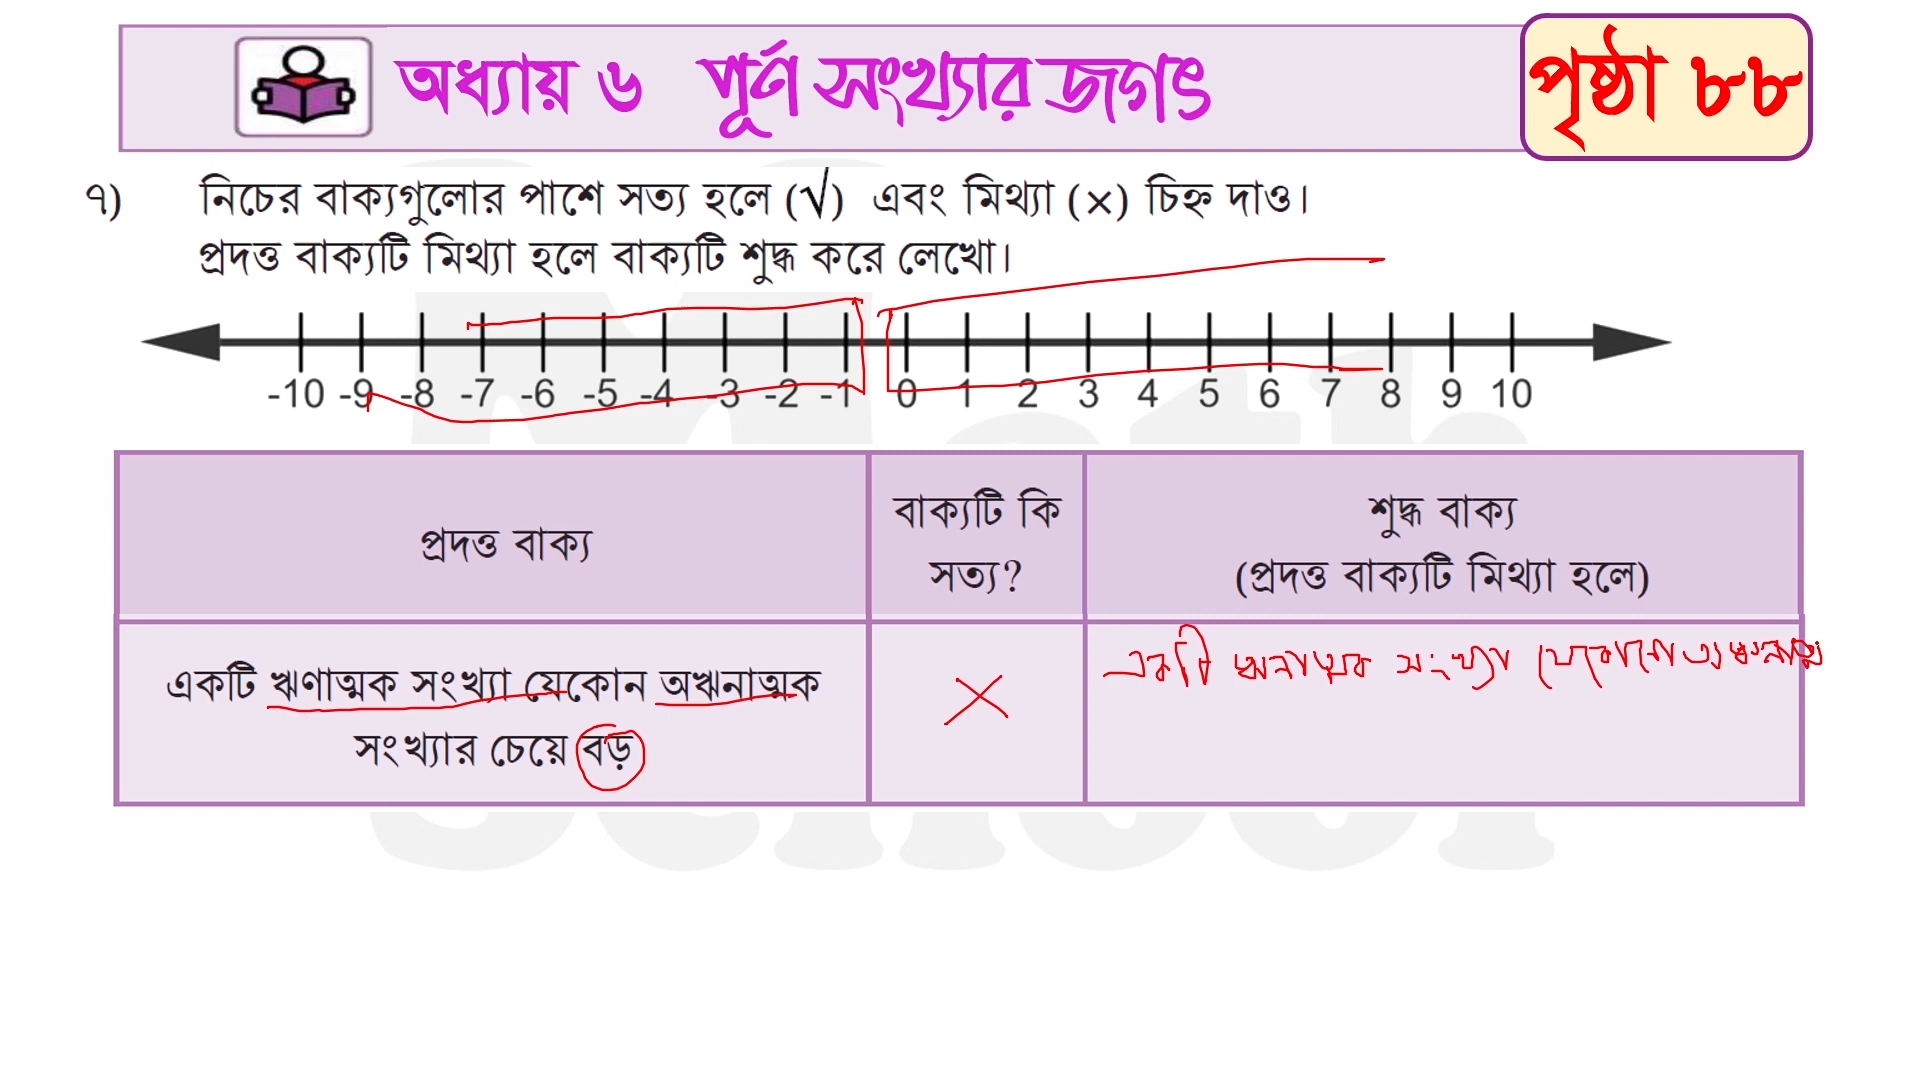 অধ্যায় ৬ পূর্ণ সংখ্যার জগৎ
পৃষ্ঠা ৮৮
৭) নিচের বাক্যগুলোর পাশে সত্য হলে (√) এবং মিথ্যা (×) চিহ্ন দাও।
প্রদত্ত বাক্যটি মিথ্যা হলে বাক্যটি শুদ্ধ করে লেখো।
-10 -9 -8 -7 -6 -5 -4 -3 -2 -1 0 1 2 3 4 5 6 7 8 9 10
প্রদত্ত বাক্য
বাক্যটি কি
সত্য?
শুদ্ধ বাক্য
(প্রদত্ত বাক্যটি মিথ্যা হলে)
একটি ঋণাত্মক সংখ্যা যেকোন অঋনাত্মক
সংখ্যার চেয়ে বড়
×
একটি ঋনাত্মক সংখ্যা যেকোনো